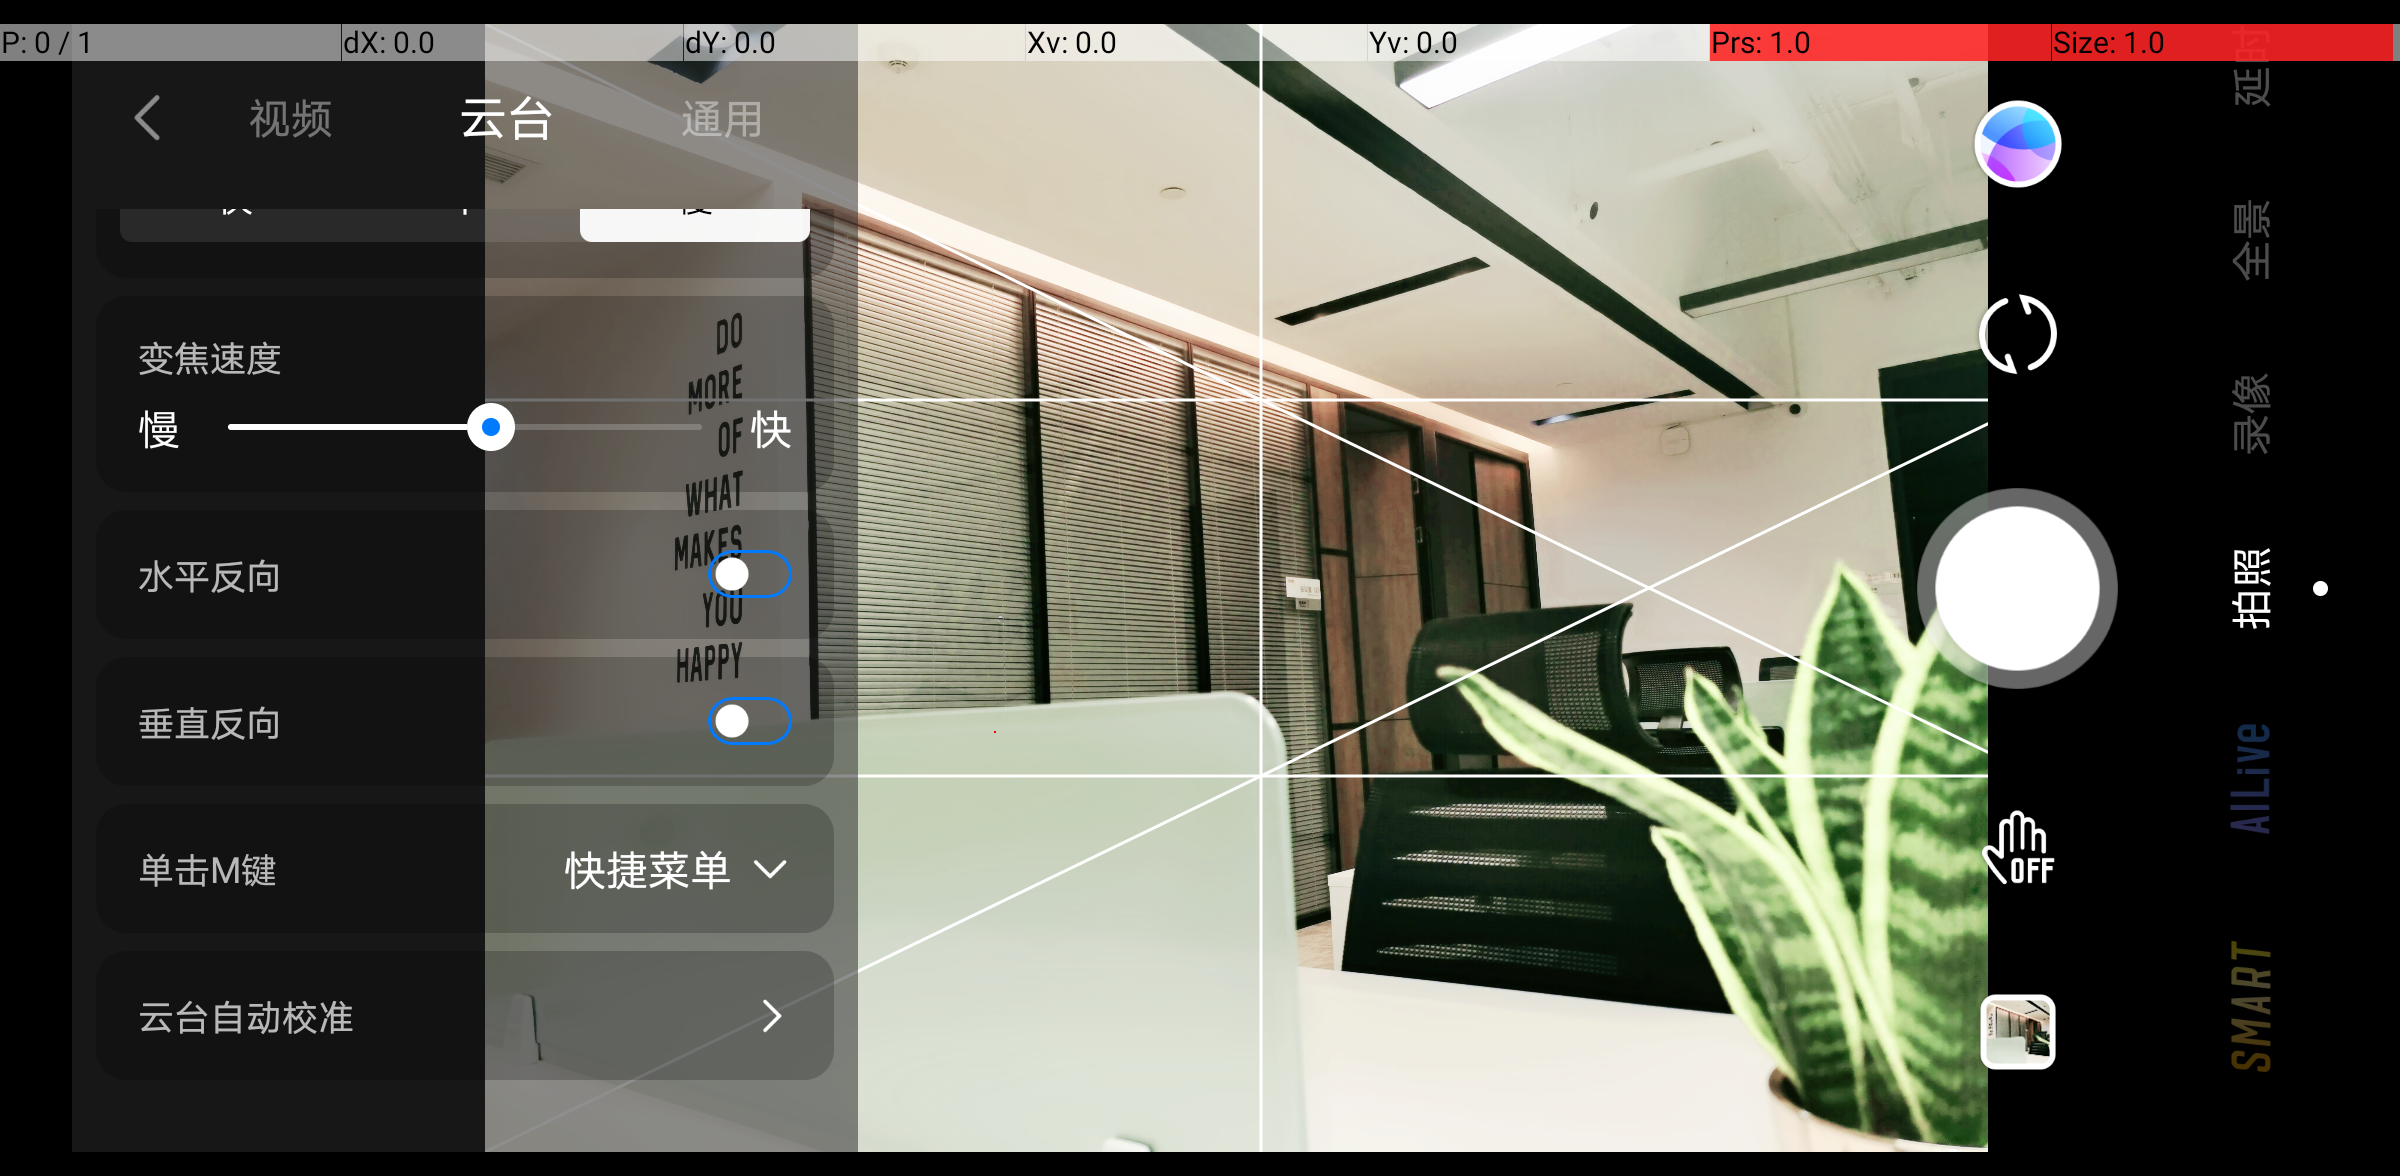 P: 0 / 1
dX: 0.0
dY: 0.0
Xv: 0.0
Yv: 0.0
Prs: 1.0
Size: 1.0
视频
云台
通用
变焦速度
慢
快
水平反向
垂直反向
单击M键
快捷菜单
云台自动校准
DO
MORE
OF
WHAT
MAKES
YOU
HAPPY
延时
全景
录像
拍照
AILive
SMART
OFF